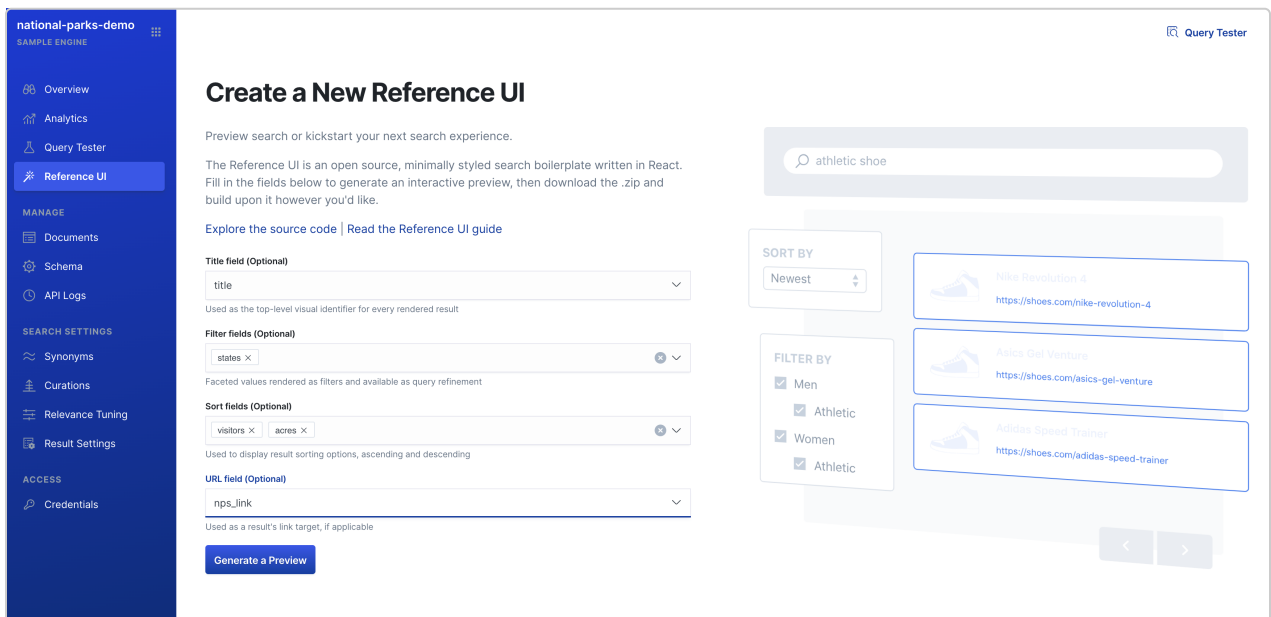 national-parks-demo
SAMPLE ENGINE
Overview
Analytics
Query Tester
Reference UI
MANAGE
Documents
Schema
API Logs
SEARCH SETTINGS
Synonyms
Curations
Relevance Tuning
Result Settings
ACCESS
Credentials
Query Tester
Create a New Reference UI
Preview search or kickstart your next search experience.
The Reference UI is an open source, minimally styled search boilerplate written in React.
Fill in the fields below to generate an interactive preview, then download the .zip and
build upon it however you'd like.
Explore the source code | Read the Reference UI guide
Title field (Optional)
title
Used as the top-level visual identifier for every rendered result
Filter fields (Optional)
states
Faceted values rendered as filters and available as query refinement
Sort fields (Optional)
visitors acres
Used to display result sorting options, ascending and descending
URL field (Optional)
nps_link
Used as a result's link target, if applicable
Generate a Preview
athletic shoe
SORT BY
Newest
FILTER BY
Men
Athletic
Women
Athletic
Nike Revolution 4
https://shoes.com/nike-revolution-4
Asics Gel Venture
https://shoes.com/asics-gel-venture
Adidas Speed Trainer
https://shoes.com/adidas-speed-trainer